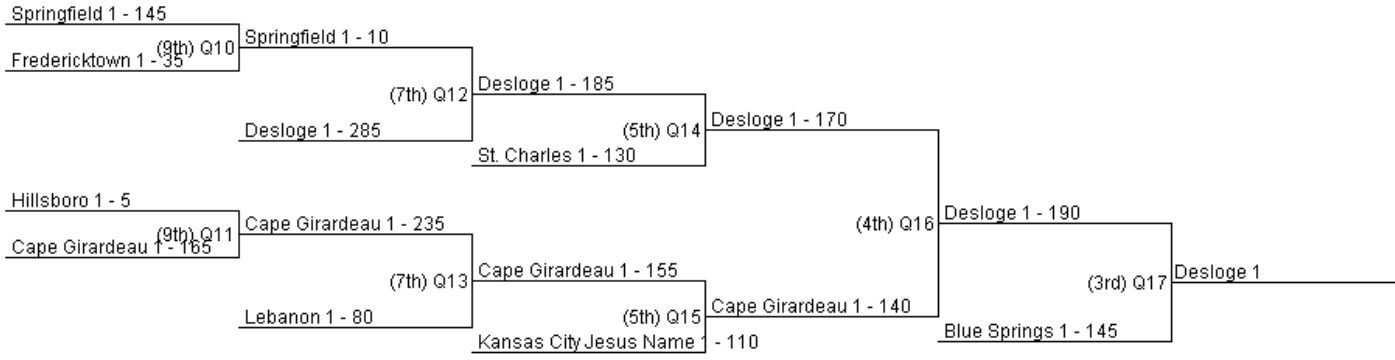 Springfield 1 - 145
(9th) Q10
Springfield 1 - 10
Fredericktown 1 - 35
Desloge 1 - 185
(7th) Q12
Desloge 1 - 170
Desloge 1 - 285
(5th) Q14
St. Charles 1 - 130
Hillsboro 1 - 5
Cape Girardeau 1 - 235
(4th) Q16
Desloge 1 - 190
(9th) Q11
Cape Girardeau 1 - 165
Cape Girardeau 1 - 155
(7th) Q13
(3rd) Q17
Desloge 1
Cape Girardeau 1 - 140
Lebanon 1 - 80
(5th) Q15
Blue Springs 1 - 145
Kansas City Jesus Name 1 - 110